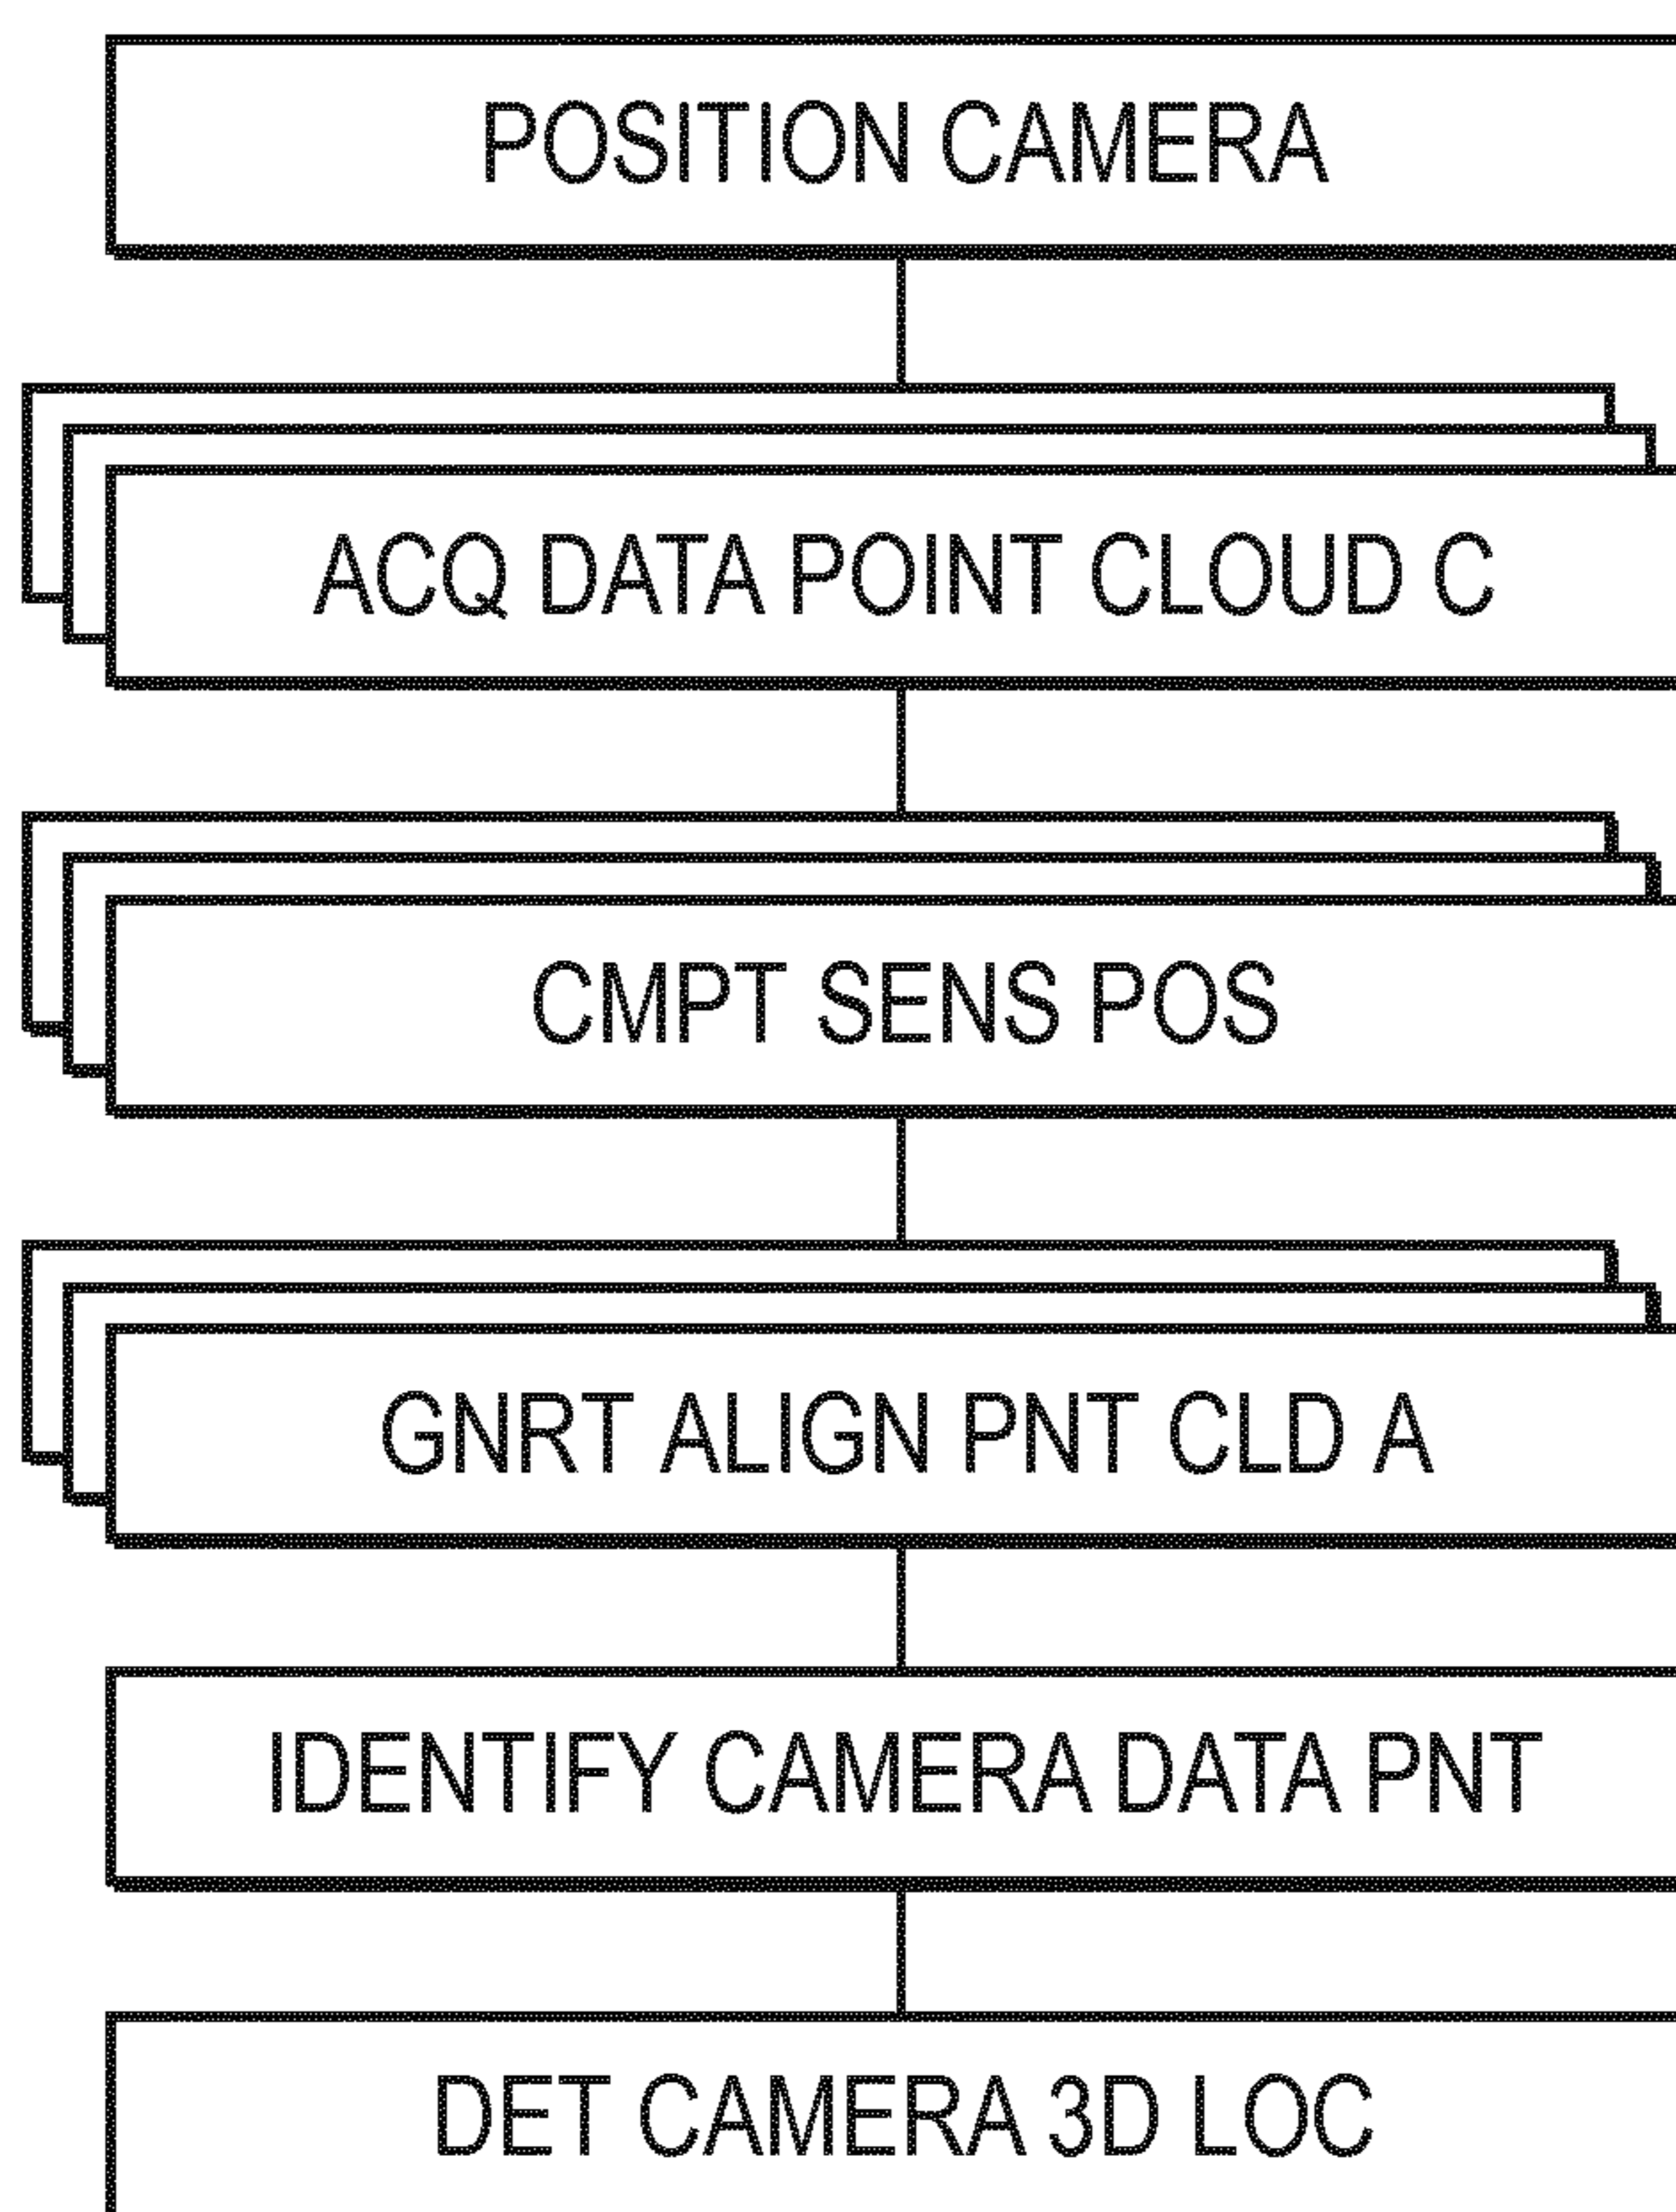 POSITION CAMERA
ACQ DATA POINT CLOUD C
CMPT SENS POS
GNRT ALIGN PNT CLD A
IDENTIFY CAMERA DATA PNT
DET CAMERA 3D LOC